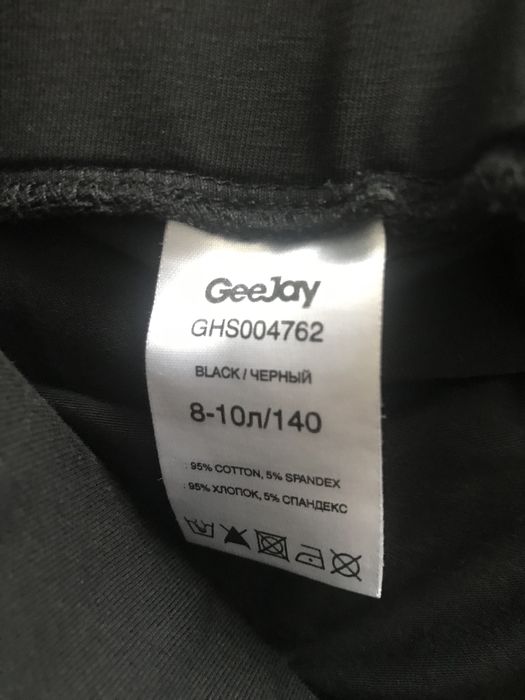 GeeJay
GHS004762
BLACK / ЧЕРНЫЙ
8-10л/140
: 95% COTTON, 5% SPANDEX
: 95% ХЛОПОК, 5% СПАНДЕКС